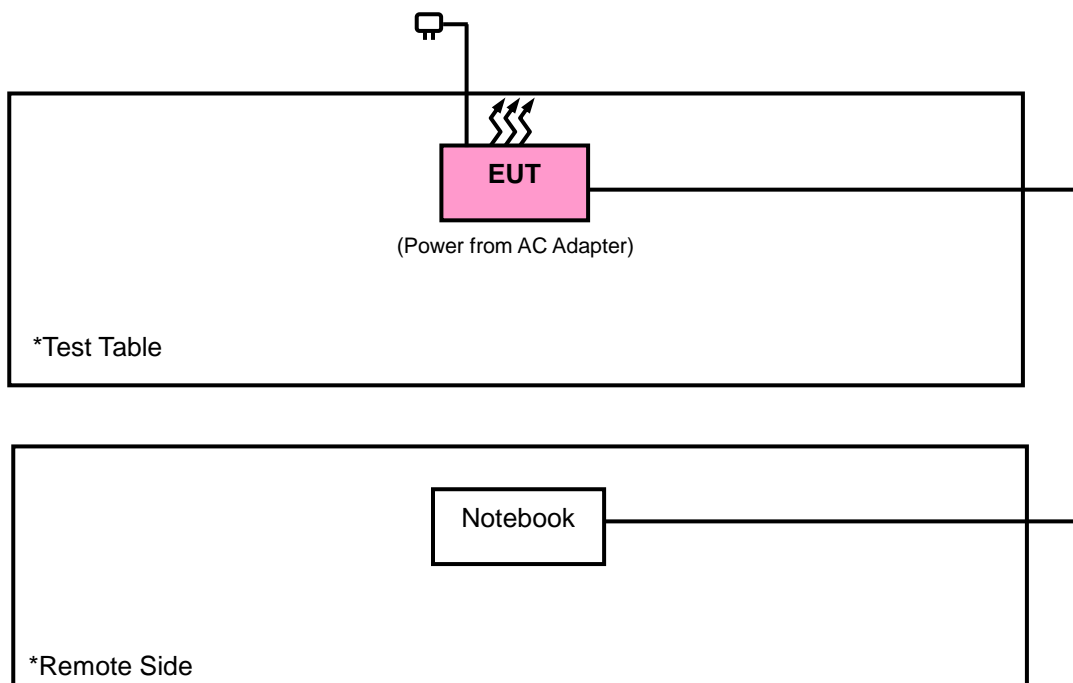 EUT
(Power from AC Adapter)
*Test Table
Notebook
*Remote Side